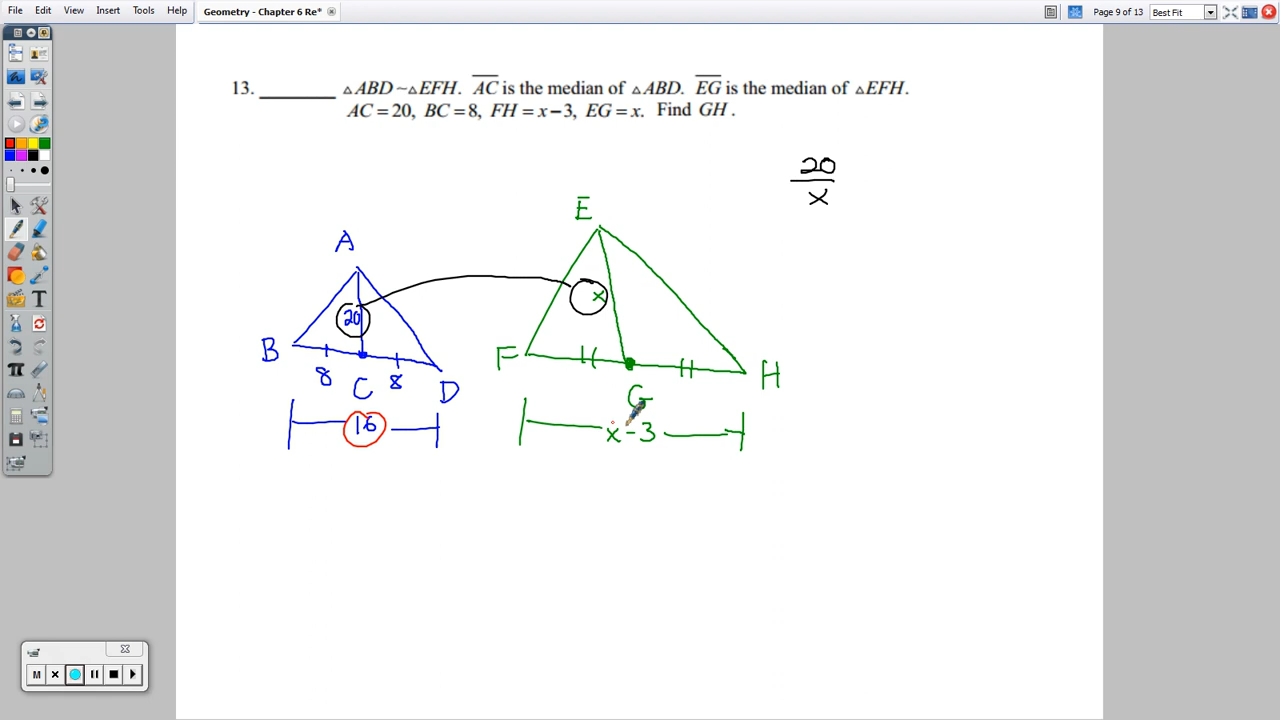 File Edit View Insert Tools Help Geometry - Chapter 6 Re* Page 9 of 13 Best Fit
13. ________ △ABD ~ △EFH. AC is the median of △ABD. EG is the median of △EFH.
AC = 20, BC = 8, FH = x − 3, EG = x. Find GH.
20
x
E
A
x
20
B
F
H
8
C
8
D
G
16
x - 3
T
π
M